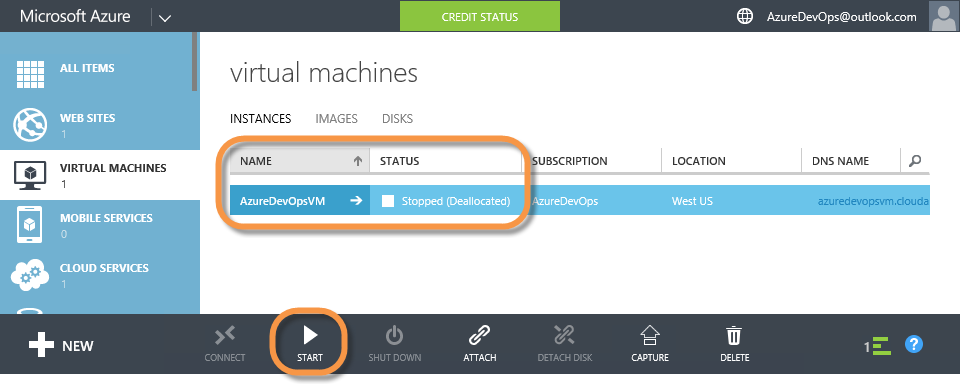 Microsoft Azure
CREDIT STATUS
AzureDevOps@outlook.com
ALL ITEMS
WEB SITES
1
VIRTUAL MACHINES
1
MOBILE SERVICES
0
CLOUD SERVICES
1
virtual machines
INSTANCES IMAGES DISKS
NAME STATUS SUBSCRIPTION LOCATION DNS NAME
AzureDevOpsVM Stopped (Deallocated) AzureDevOps West US azuredevopsvm.clouda
NEW
CONNECT START SHUT DOWN ATTACH DETACH DISK CAPTURE DELETE
1
?